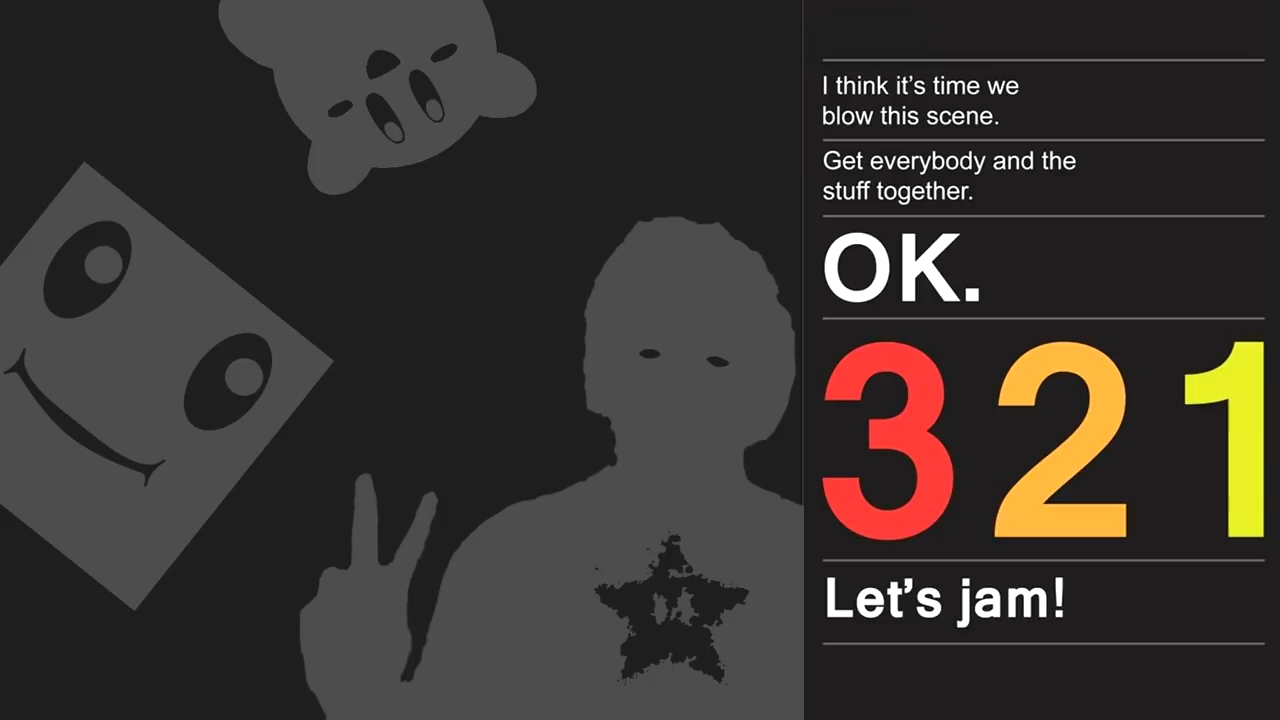 I think it's time we
blow this scene.
Get everybody and the
stuff together.
OK.
3 2 1
Let's jam!